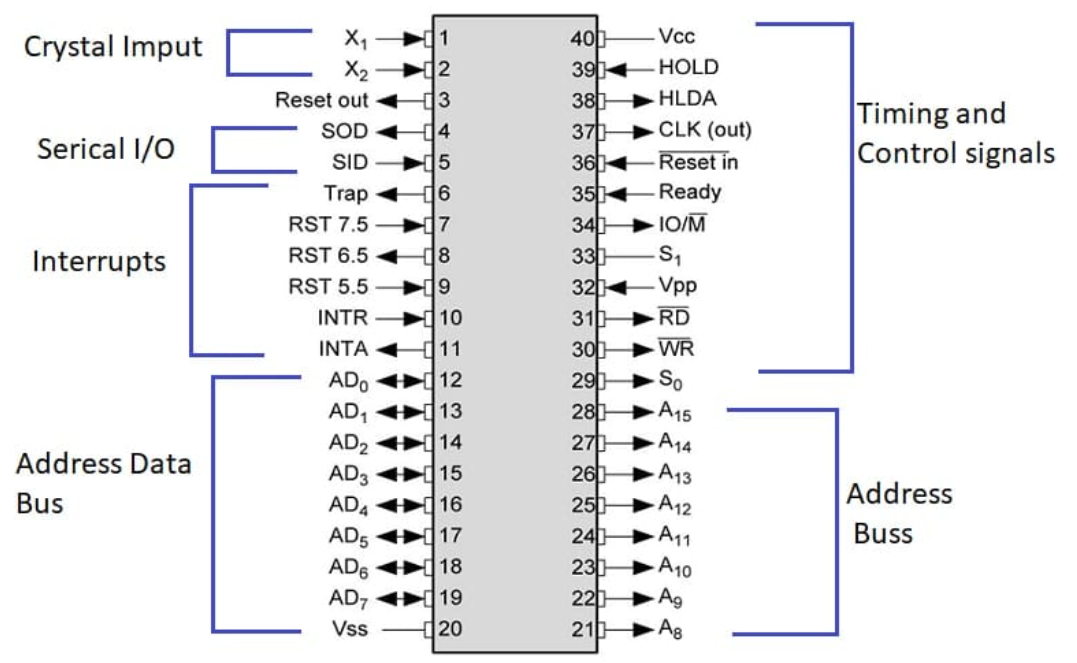 Crystal Imput
Serical I/O
Interrupts
Address Data
Bus
X₁ 1
X₂ 2
Reset out 3
SOD 4
SID 5
Trap 6
RST 7.5 7
RST 6.5 8
RST 5.5 9
INTR 10
INTA 11
AD₀ 12
AD₁ 13
AD₂ 14
AD₃ 15
AD₄ 16
AD₅ 17
AD₆ 18
AD₇ 19
Vss 20
40 Vcc
39 HOLD
38 HLDA
37 CLK (out)
36 R̅e̅s̅e̅t̅ i̅n̅
35 Ready
34 IO/M̅
33 S₁
32 Vpp
31 R̅D̅
30 W̅R̅
29 S₀
28 A₁₅
27 A₁₄
26 A₁₃
25 A₁₂
24 A₁₁
23 A₁₀
22 A₉
21 A₈
Timing and
Control signals
Address
Buss